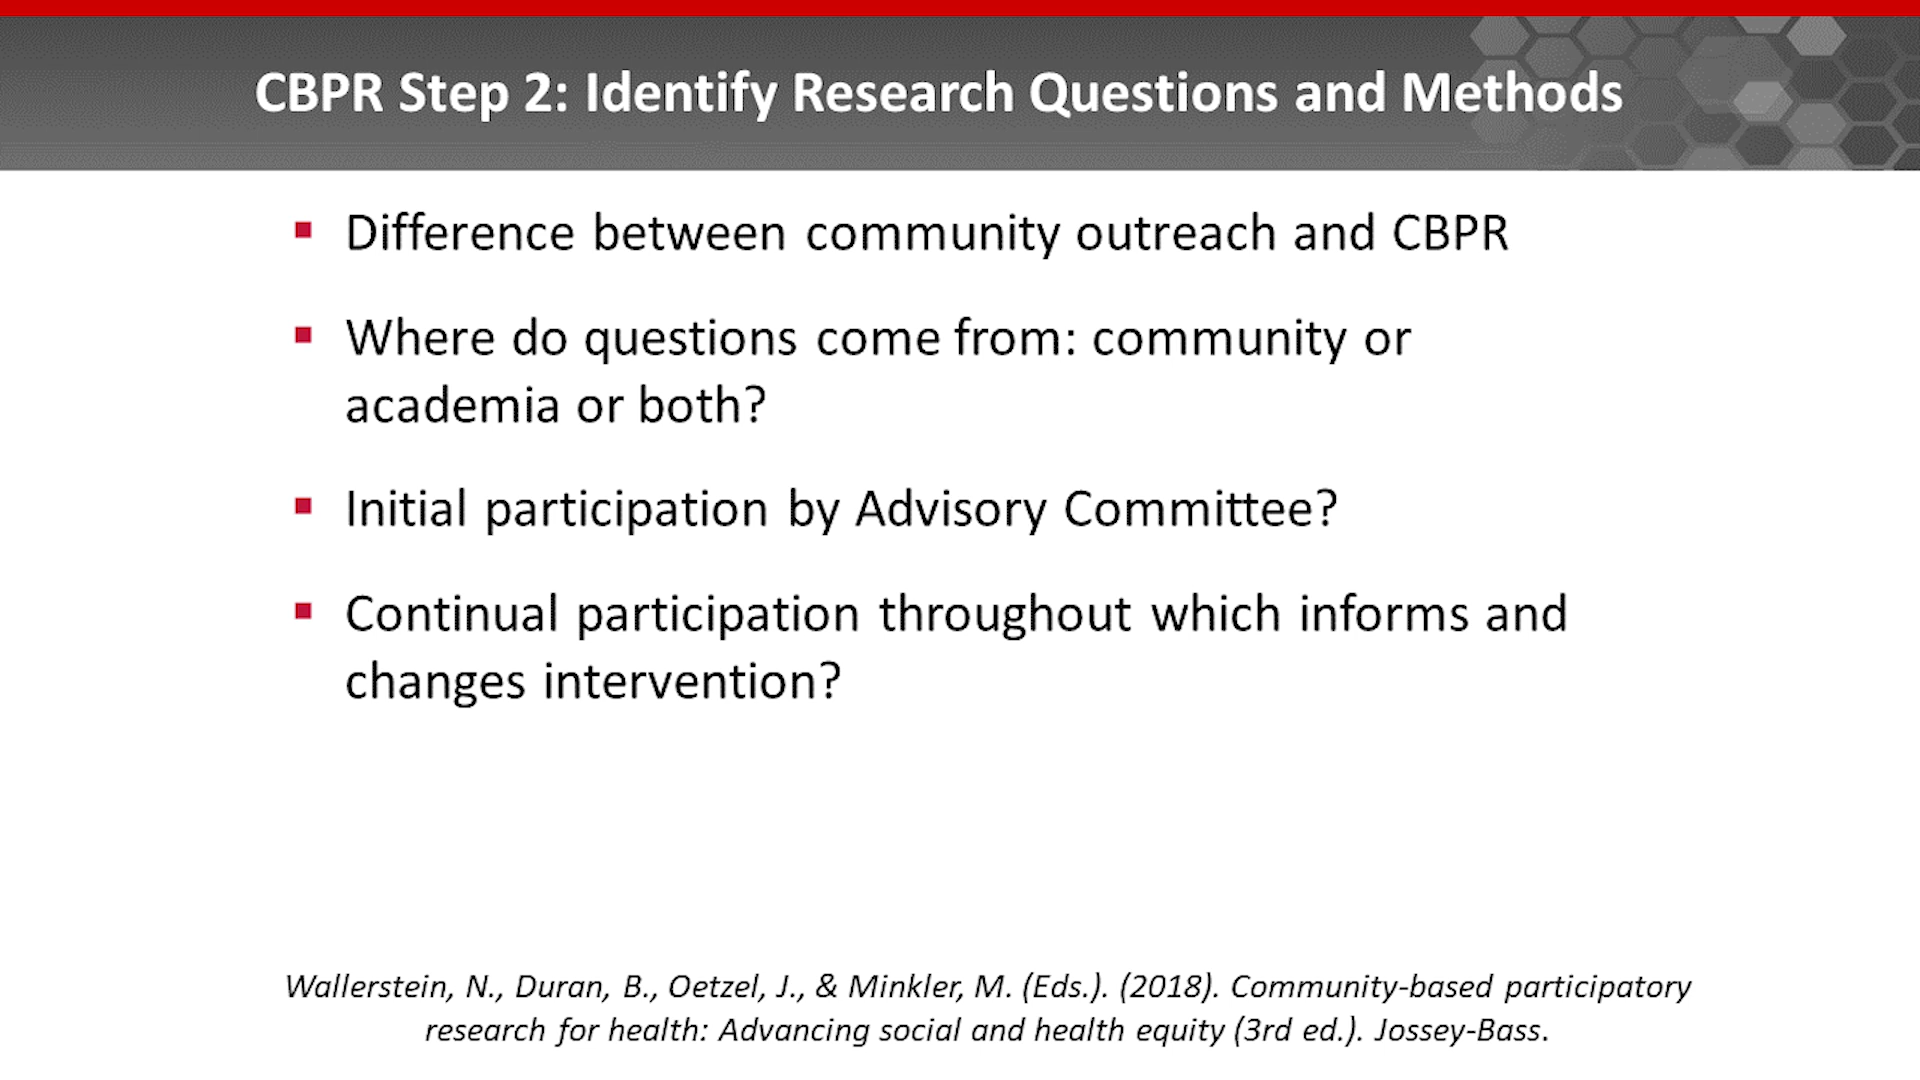 CBPR Step 2: Identify Research Questions and Methods
▪ Difference between community outreach and CBPR
▪ Where do questions come from: community or
academia or both?
▪ Initial participation by Advisory Committee?
▪ Continual participation throughout which informs and
changes intervention?
Wallerstein, N., Duran, B., Oetzel, J., & Minkler, M. (Eds.). (2018). Community-based participatory
research for health: Advancing social and health equity (3rd ed.). Jossey-Bass.